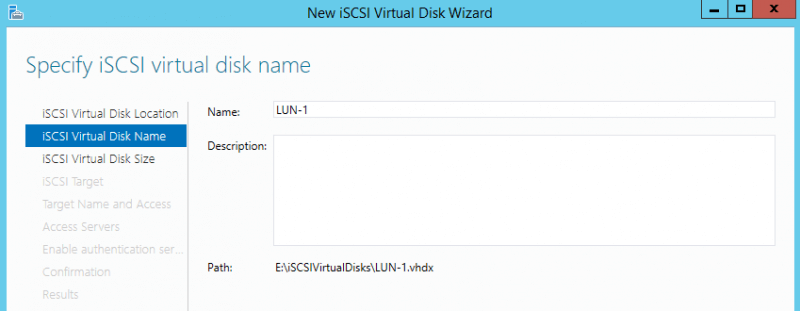 New iSCSI Virtual Disk Wizard
Specify iSCSI virtual disk name
iSCSI Virtual Disk Location
iSCSI Virtual Disk Name
iSCSI Virtual Disk Size
iSCSI Target
Target Name and Access
Access Servers
Enable authentication ser...
Confirmation
Results
Name: LUN-1
Description:
Path: E:\iSCSIVirtualDisks\LUN-1.vhdx